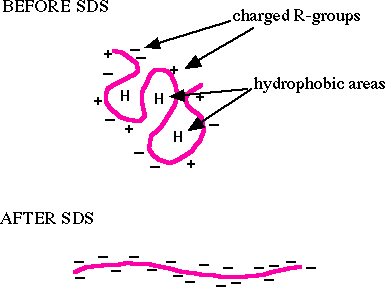 BEFORE SDS
charged R-groups
hydrophobic areas
H
H
H
AFTER SDS